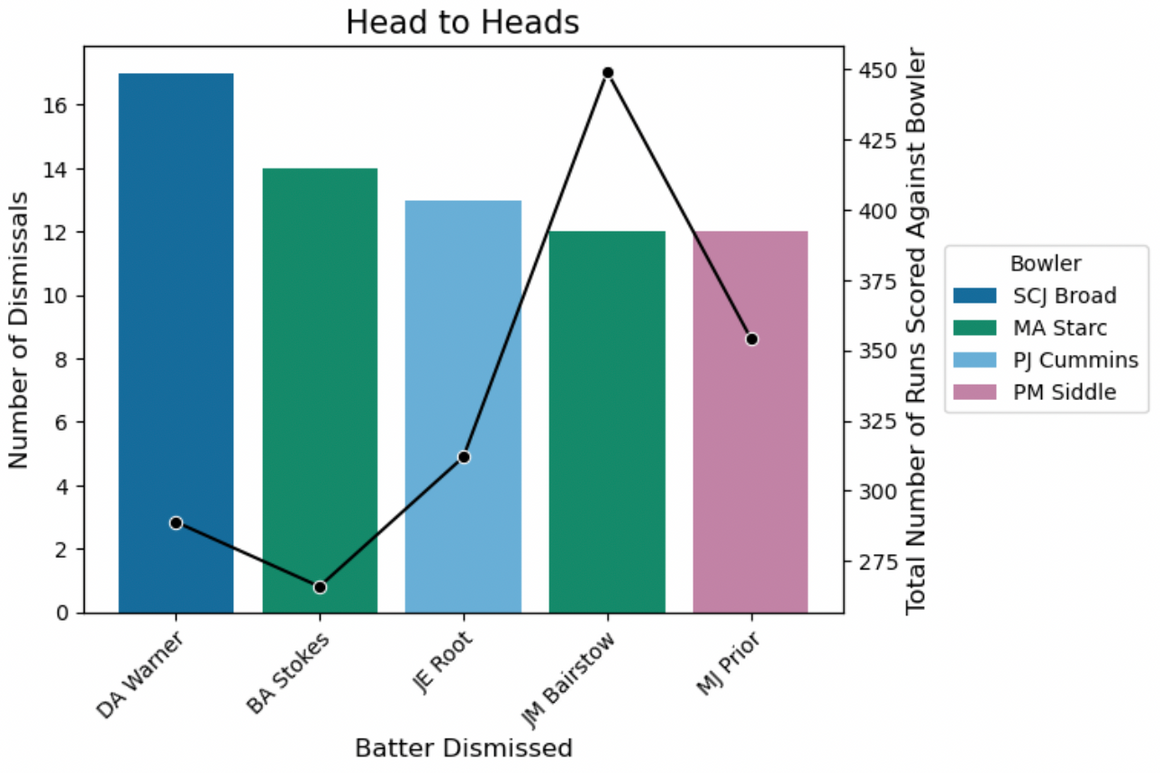 Head to Heads
Number of Dismissals
16
14
12
10
8
6
4
2
0
450
425
400
375
350
325
300
275
Total Number of Runs Scored Against Bowler
DA Warner
BA Stokes
JE Root
JM Bairstow
MJ Prior
Batter Dismissed
Bowler
SCJ Broad
MA Starc
PJ Cummins
PM Siddle